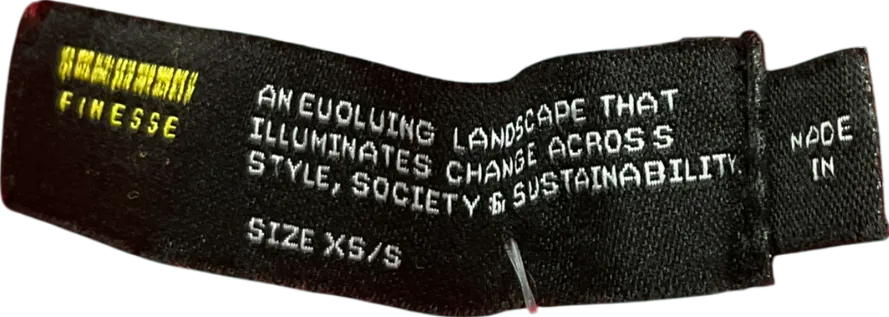 FINESSE
AN EVOLVING LANDSCAPE THAT
ILLUMINATES CHANGE ACROSS
STYLE, SOCIETY & SUSTAINABILITY.
SIZE XS/S
MADE
IN